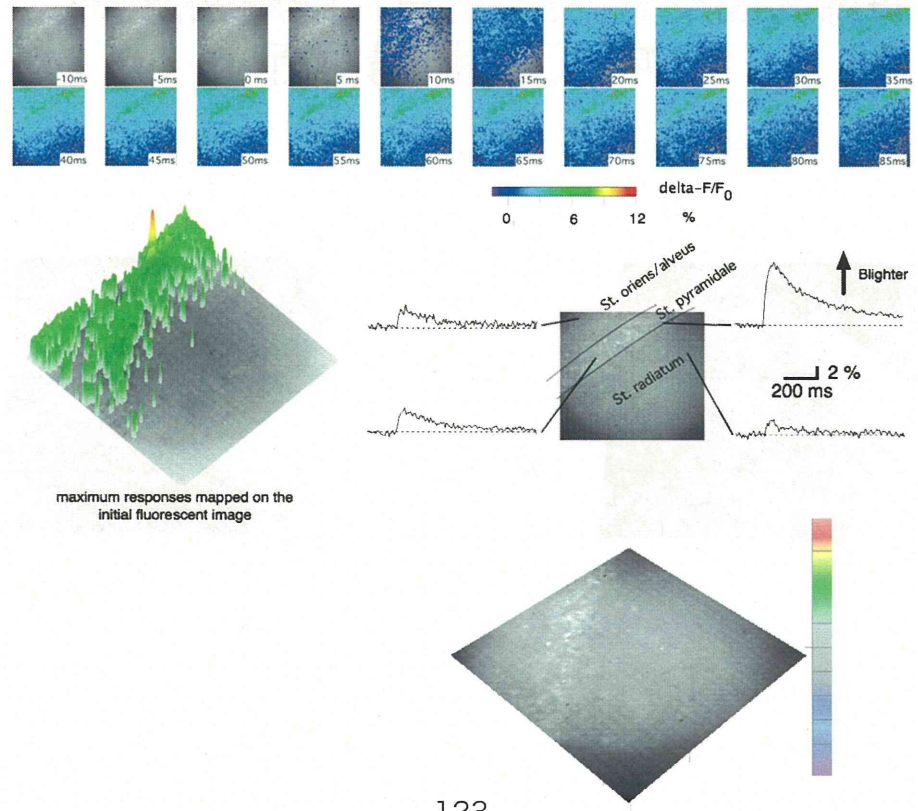 -10ms -5ms 0 ms 5 ms 10ms 15ms 20ms 25ms 30ms 35ms
40ms 45ms 50ms 55ms 60ms 65ms 70ms 75ms 80ms 85ms
delta-F/F0
0 6 12 %
St. oriens/alveus
St. pyramidale
St. radiatum
Blighter
2 %
200 ms
maximum responses mapped on the
initial fluorescent image
123